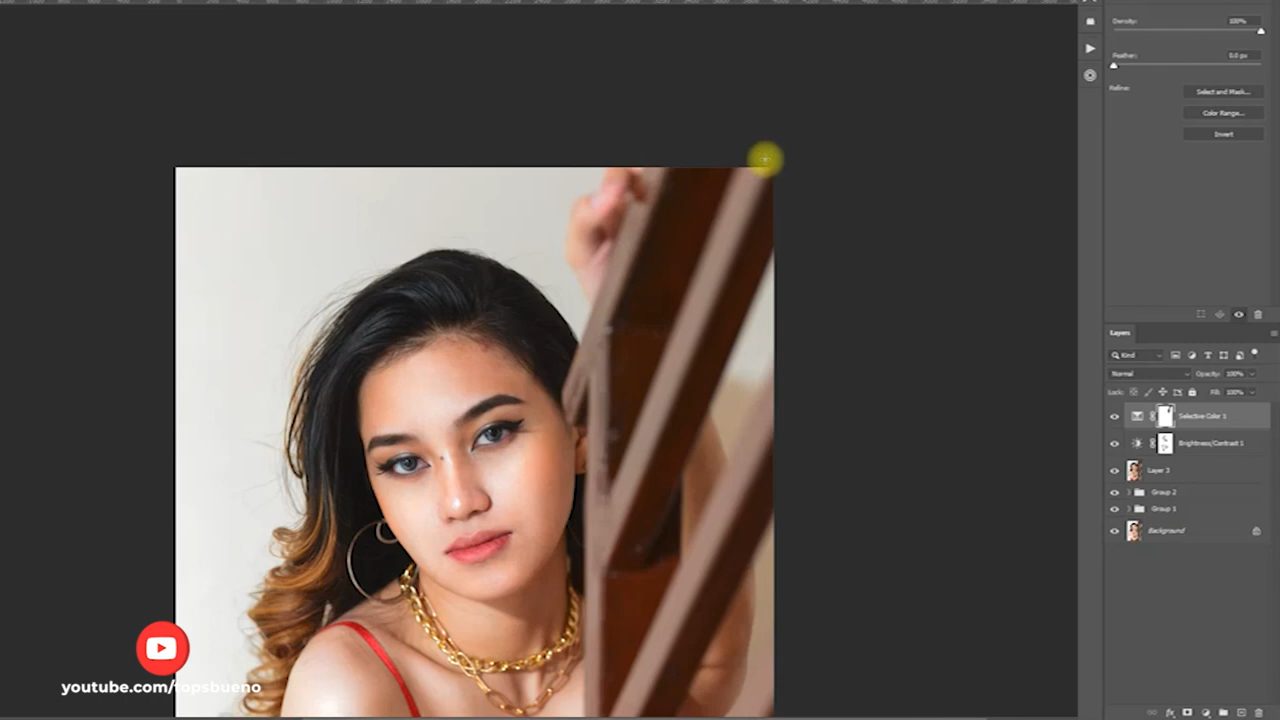 Density:
100%
Feather:
0.0 px
Refine:
Select and Mask...
Color Range...
Invert
Layers
Kind
Normal
Opacity: 100%
Lock:
Fill: 100%
Selective Color 1
Brightness/Contrast 1
Layer 3
Group 2
Group 1
Background
youtube.com/topsbueno